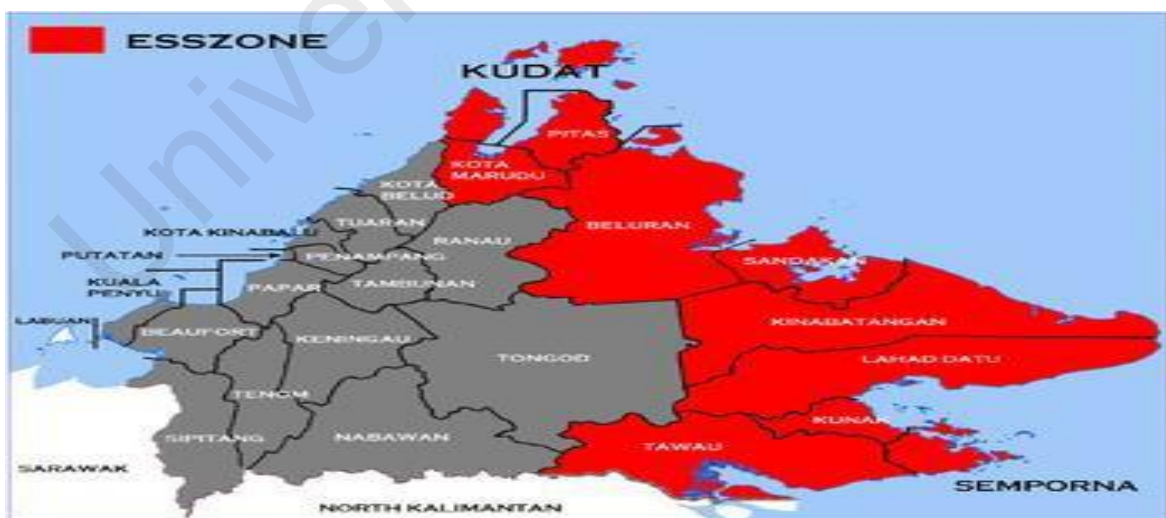 ESSZONE
KUDAT
PITAS
KOTA
MARUDU
KOTA
BELUD
TUARAN
KOTA KINABALU
RANAU
BELURAN
PUTATAN
PENAMPANG
SANDAKAN
KUALA
PENYU
PAPAR
TAMBUNAN
LABUAN
BEAUFORT
KENINGAU
KINABATANGAN
TONGOD
LAHAD DATU
TENOM
KUNAK
SIPITANG
NABAWAN
TAWAU
SARAWAK
SEMPORNA
NORTH KALIMANTAN
Univer